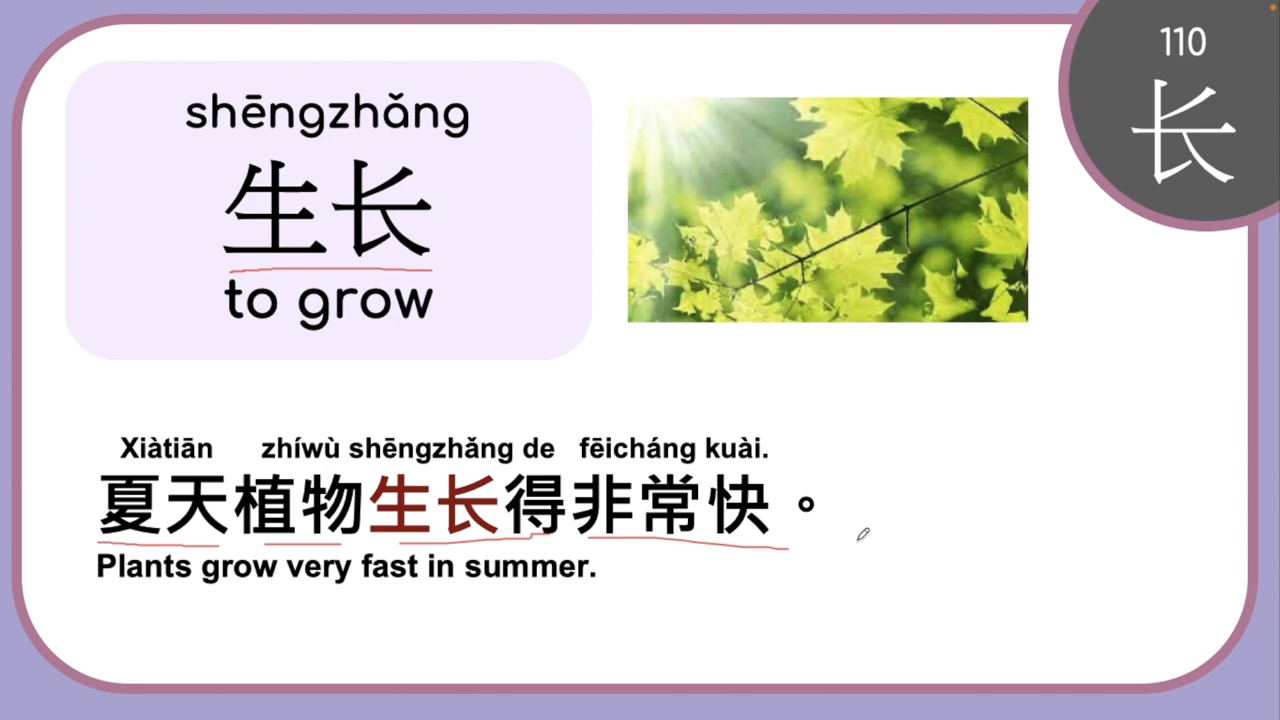 110
长
shēngzhǎng
生长
to grow
Xiàtiān zhíwù shēngzhǎng de fēicháng kuài.
夏天植物生长得非常快。
Plants grow very fast in summer.